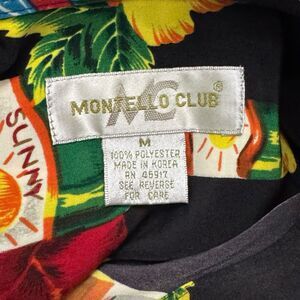 MC
MONTELLO CLUB
®
M
100% POLYESTER
MADE IN KOREA
RN 45917
SEE REVERSE
FOR CARE
SUNNY